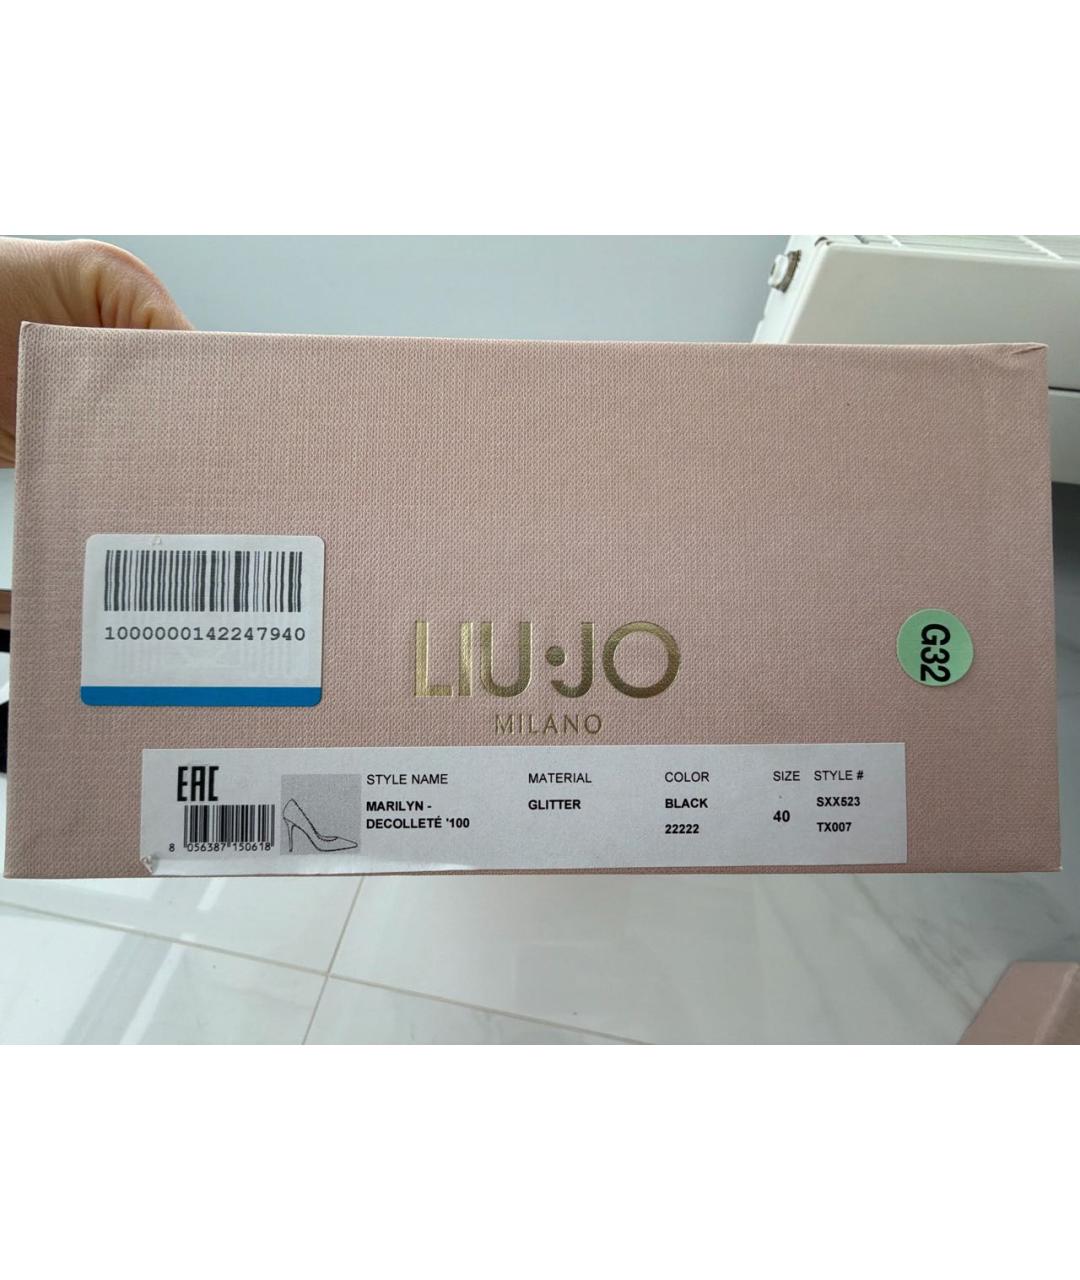 1000000142247940
LIU·JO
MILANO
G32
EAC
8 056387 150618
STYLE NAME
MARILYN -
DECOLLETÉ '100
MATERIAL
GLITTER
COLOR
BLACK
22222
SIZE
40
STYLE #
SXX523
TX007